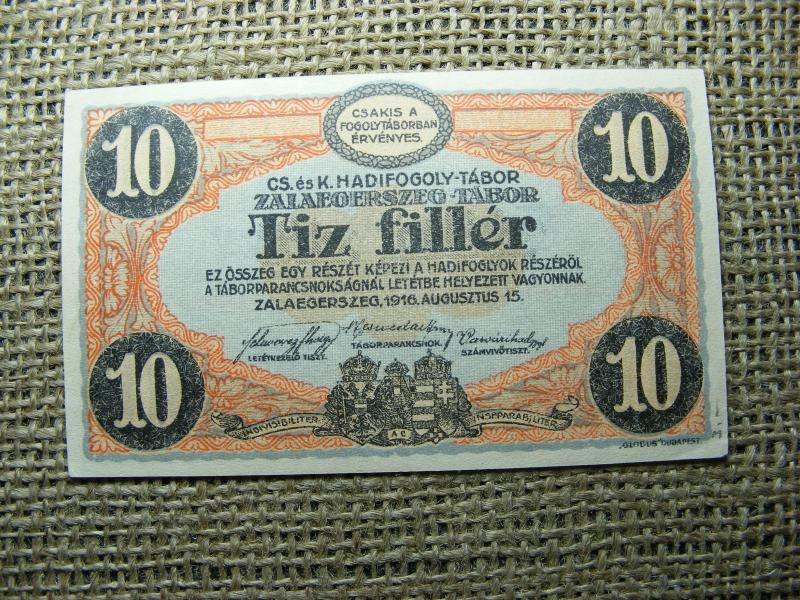 10
10
CSAKIS A
FOGOLYTÁBORBAN
ÉRVÉNYES.
CS. és K. HADIFOGOLY-TÁBOR
ZALAEGERSZEG-TÁBOR
Tiz fillér
EZ ÖSSZEG EGY RÉSZÉT KÉPEZI A HADIFOGLYOK RÉSZÉRŐL
A TÁBORPARANCSNOKSÁGNÁL LETÉTBE HELYEZETT VAGYONNAK.
ZALAEGERSZEG, 1916. AUGUSZTUS 15.
LETÉTKEZELŐ TISZT.
TÁBORPARANCSNOK.
SZÁMVIVŐTISZT.
10
10
INDIVISIBILITER
AC
INSEPARABILITER
„GLOBUS" BUDAPEST